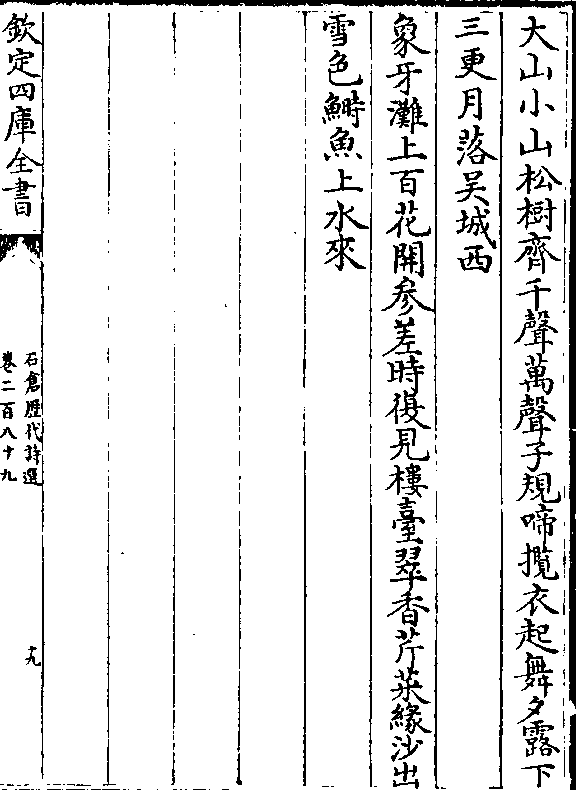 大山小山松樹齊千聲萬聲子規啼攬衣起舞夕露下
三更月落吳城西
象牙灘上百花開參差時復見樓臺翠香芹菜緣沙出
雪色鰣魚上水來
欽定四庫全書
石倉歷代詩選
卷二百八十九
十九